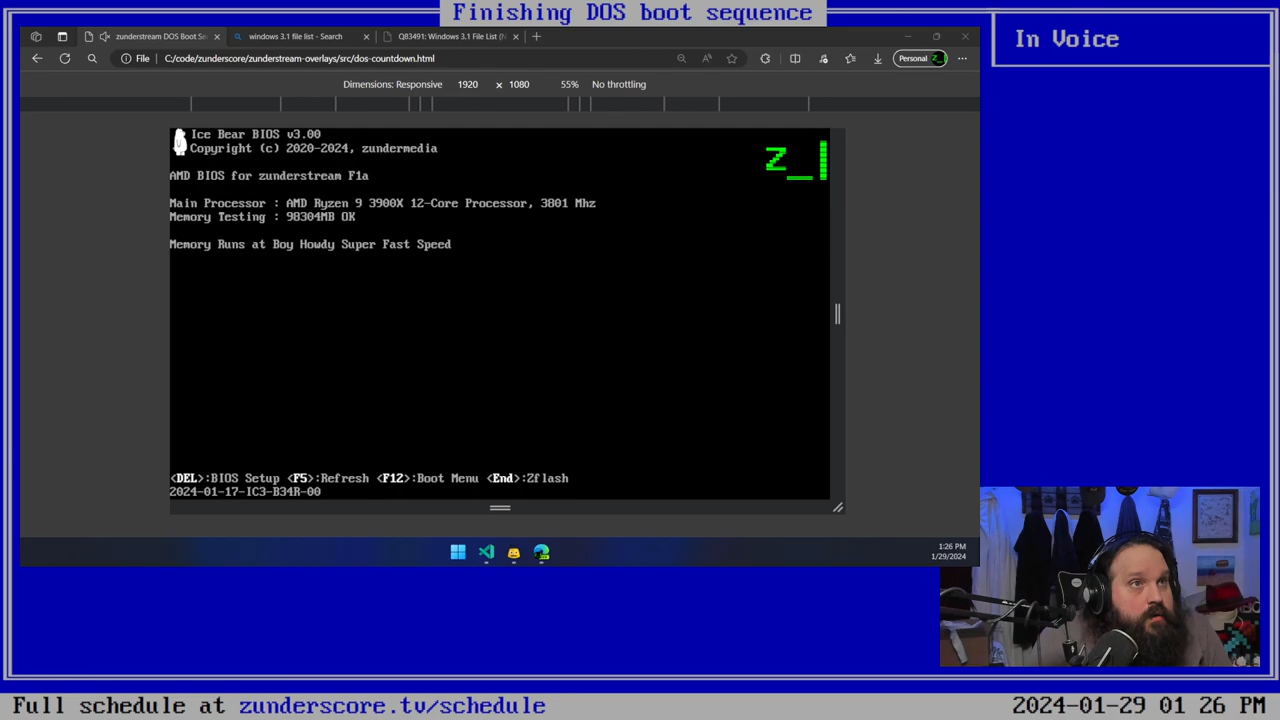 Finishing DOS boot sequence
In Voice
zunderstream DOS Boot Se
windows 3.1 file list - Search
Q83491: Windows 3.1 File List (
File
C:/code/zunderscore/zunderstream-overlays/src/dos-countdown.html
Personal
Dimensions: Responsive 1920 × 1080 55% No throttling
Ice Bear BIOS v3.00
Copyright (c) 2020-2024, zundermedia
z_
AMD BIOS for zunderstream F1a
Main Processor : AMD Ryzen 9 3900X 12-Core Processor, 3801 Mhz
Memory Testing : 98304MB OK
Memory Runs at Boy Howdy Super Fast Speed
<DEL>:BIOS Setup <F5>:Refresh <F12>:Boot Menu <End>:Zflash
2024-01-17-IC3-B34R-00
1:26 PM
1/29/2024
Full schedule at zunderscore.tv/schedule
2024-01-29 01 26 PM